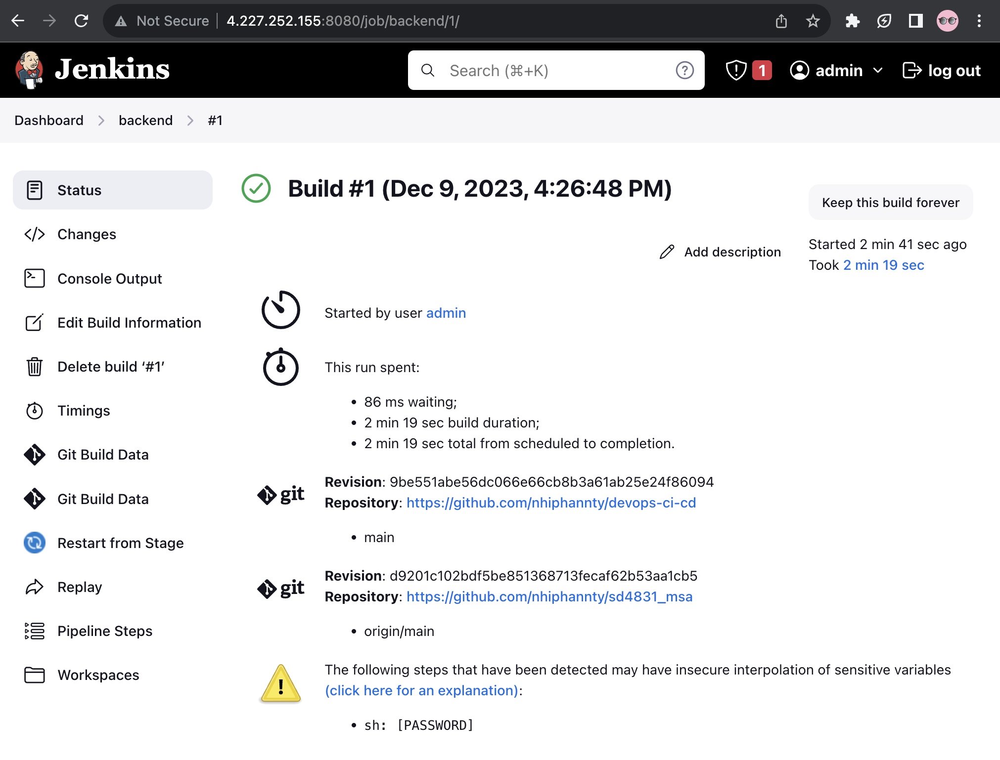 Not Secure
4.227.252.155:8080/job/backend/1/
Jenkins
Search (⌘+K)
1
admin
log out
Dashboard
backend
#1
Status
Changes
Console Output
Edit Build Information
Delete build ‘#1’
Timings
Git Build Data
Git Build Data
Restart from Stage
Replay
Pipeline Steps
Workspaces
Build #1 (Dec 9, 2023, 4:26:48 PM)
Keep this build forever
Add description
Started 2 min 41 sec ago
Took 2 min 19 sec
Started by user admin
This run spent:
• 86 ms waiting;
• 2 min 19 sec build duration;
• 2 min 19 sec total from scheduled to completion.
git
Revision: 9be551abe56dc066e66cb8b3a61ab25e24f86094
Repository: https://github.com/nhiphannty/devops-ci-cd
• main
git
Revision: d9201c102bdf5be851368713fecaf62b53aa1cb5
Repository: https://github.com/nhiphannty/sd4831_msa
• origin/main
The following steps that have been detected may have insecure interpolation of sensitive variables
(click here for an explanation):
• sh: [PASSWORD]